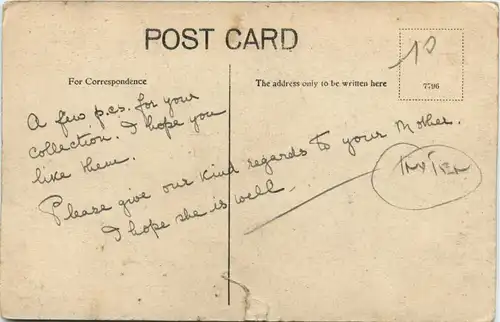 POST CARD
For Correspondence
The address only to be written here
10
7796
A few p.cs. for your
collection. I hope you
like them.
Please give our kind regards to your Mother.
I hope she is well.